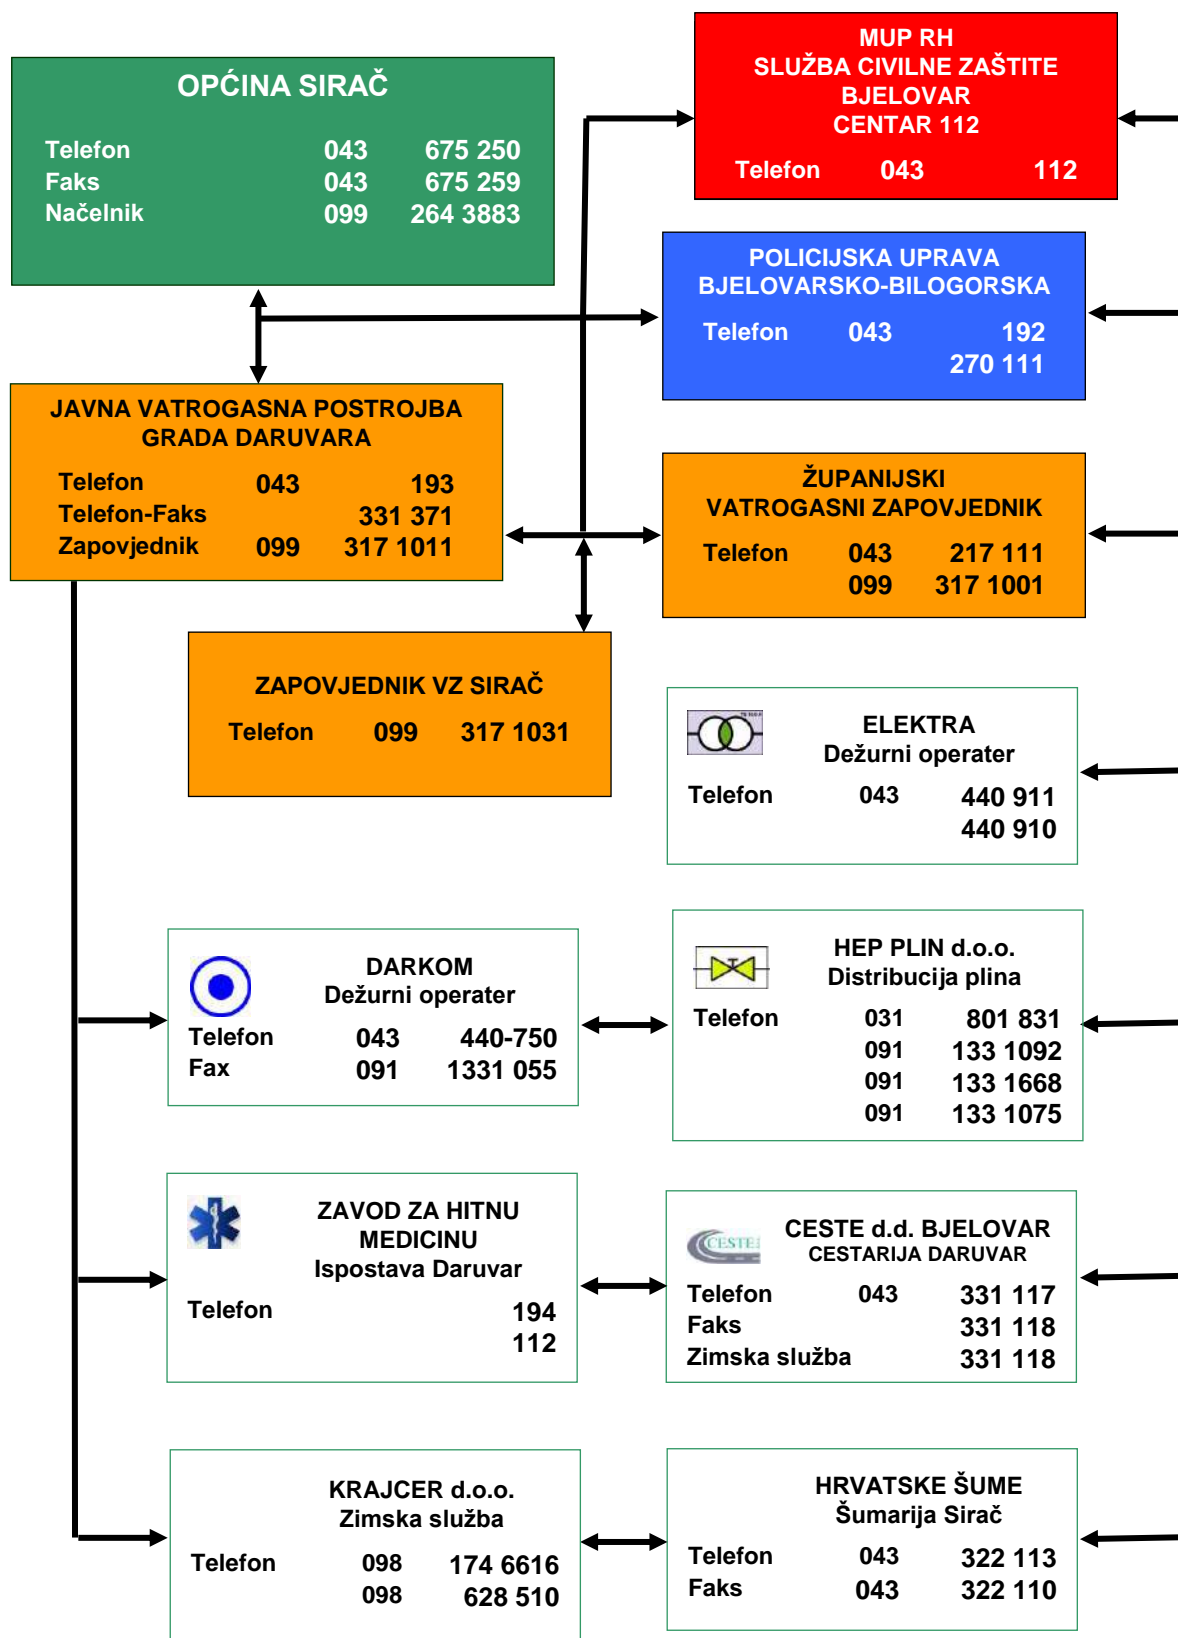 OPĆINA SIRAČ
Telefon 043 675 250
Faks 043 675 259
Načelnik 099 264 3883
MUP RH
SLUŽBA CIVILNE ZAŠTITE
BJELOVAR
CENTAR 112
Telefon 043 112
POLICIJSKA UPRAVA
BJELOVARSKO-BILOGORSKA
Telefon 043 192
270 111
JAVNA VATROGASNA POSTROJBA
GRADA DARUVARA
Telefon 043 193
Telefon-Faks 331 371
Zapovjednik 099 317 1011
ŽUPANIJSKI
VATROGASNI ZAPOVJEDNIK
Telefon 043 217 111
099 317 1001
ZAPOVJEDNIK VZ SIRAČ
Telefon 099 317 1031
ELEKTRA
Dežurni operater
Telefon 043 440 911
440 910
DARKOM
Dežurni operater
Telefon 043 440-750
Fax 091 1331 055
HEP PLIN d.o.o.
Distribucija plina
Telefon 031 801 831
091 133 1092
091 133 1668
091 133 1075
ZAVOD ZA HITNU
MEDICINU
Ispostava Daruvar
Telefon 194
112
CESTE
CESTE d.d. BJELOVAR
CESTARIJA DARUVAR
Telefon 043 331 117
Faks 331 118
Zimska služba 331 118
KRAJCER d.o.o.
Zimska služba
Telefon 098 174 6616
098 628 510
HRVATSKE ŠUME
Šumarija Sirač
Telefon 043 322 113
Faks 043 322 110